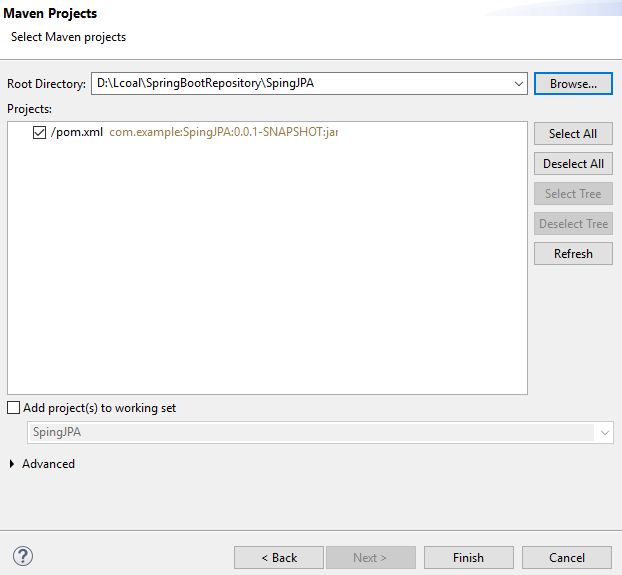 Maven Projects
Select Maven projects
Root Directory: D:\Lcoal\SpringBootRepository\SpingJPA Browse...
Projects:
/pom.xml com.example:SpingJPA:0.0.1-SNAPSHOT:jar
Select All
Deselect All
Select Tree
Deselect Tree
Refresh
Add project(s) to working set
SpingJPA
Advanced
? < Back Next > Finish Cancel